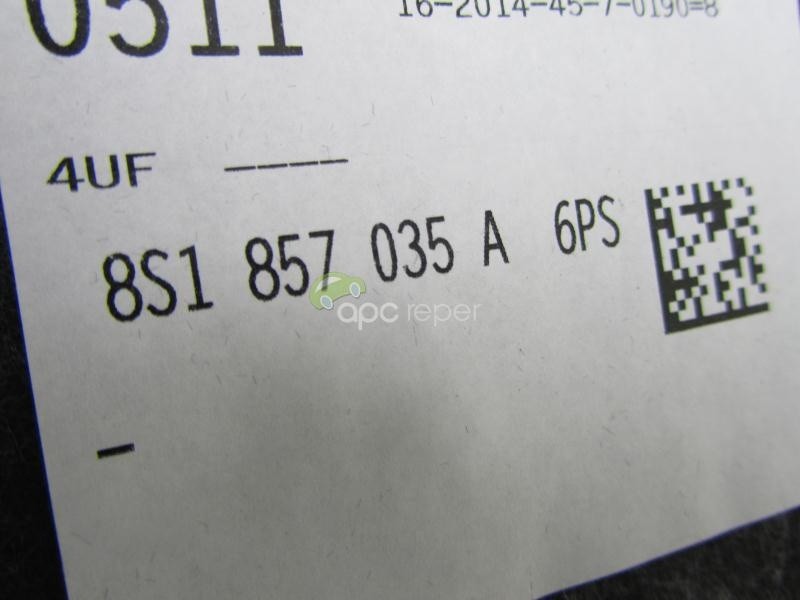 0511
16-2014-45-7-0190=8
4UF ----
8S1 857 035 A 6PS
apc reper
-